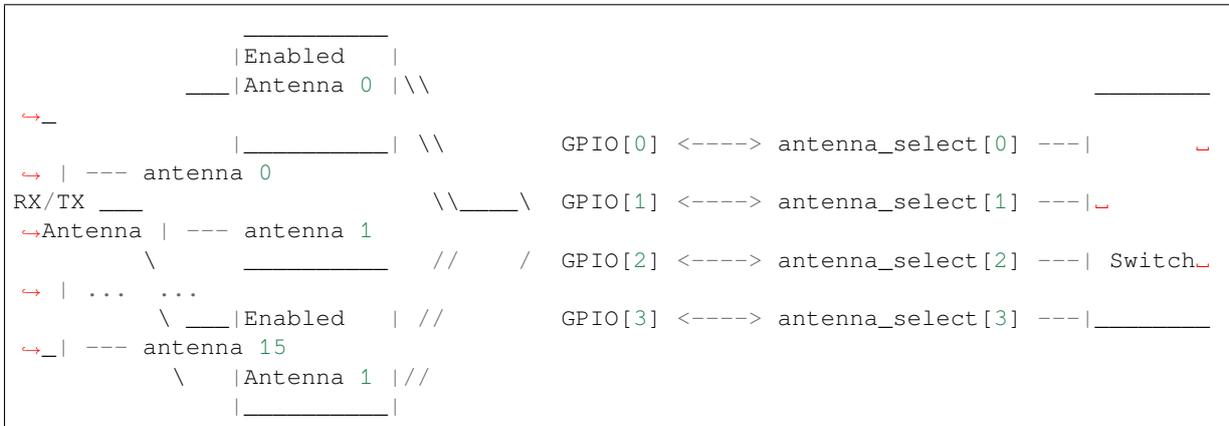 ___________
|Enabled |
___|Antenna 0 |\\ ________
↪_
|___________| \\ GPIO[0] <----> antenna_select[0] ---| ␣
↪ | --- antenna 0
RX/TX ___ \\____\ GPIO[1] <----> antenna_select[1] ---|␣
↪Antenna | --- antenna 1
\ ___________ // / GPIO[2] <----> antenna_select[2] ---| Switch␣
↪ | ... ...
\ ___|Enabled | // GPIO[3] <----> antenna_select[3] ---|________
↪_| --- antenna 15
\ |Antenna 1 |//
|___________|